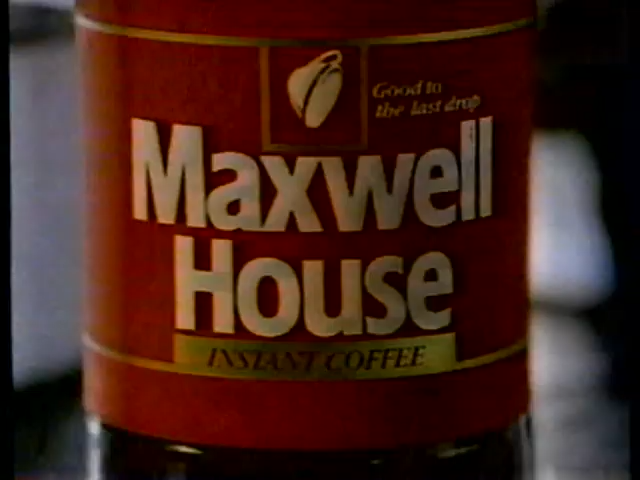 Good to
the last drop
Maxwell
House
INSTANT COFFEE